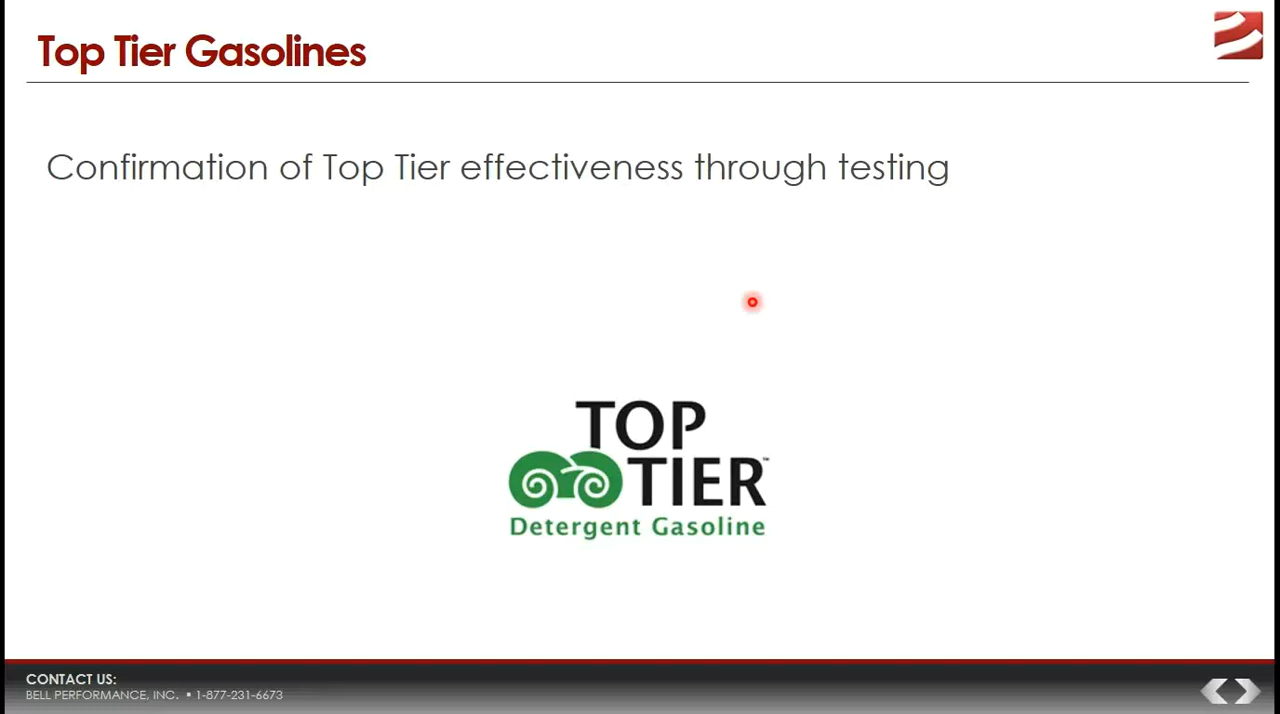 Top Tier Gasolines
Confirmation of Top Tier effectiveness through testing
TOP
TIER™
Detergent Gasoline
CONTACT US:
BELL PERFORMANCE, INC. ▪ 1-877-231-6673